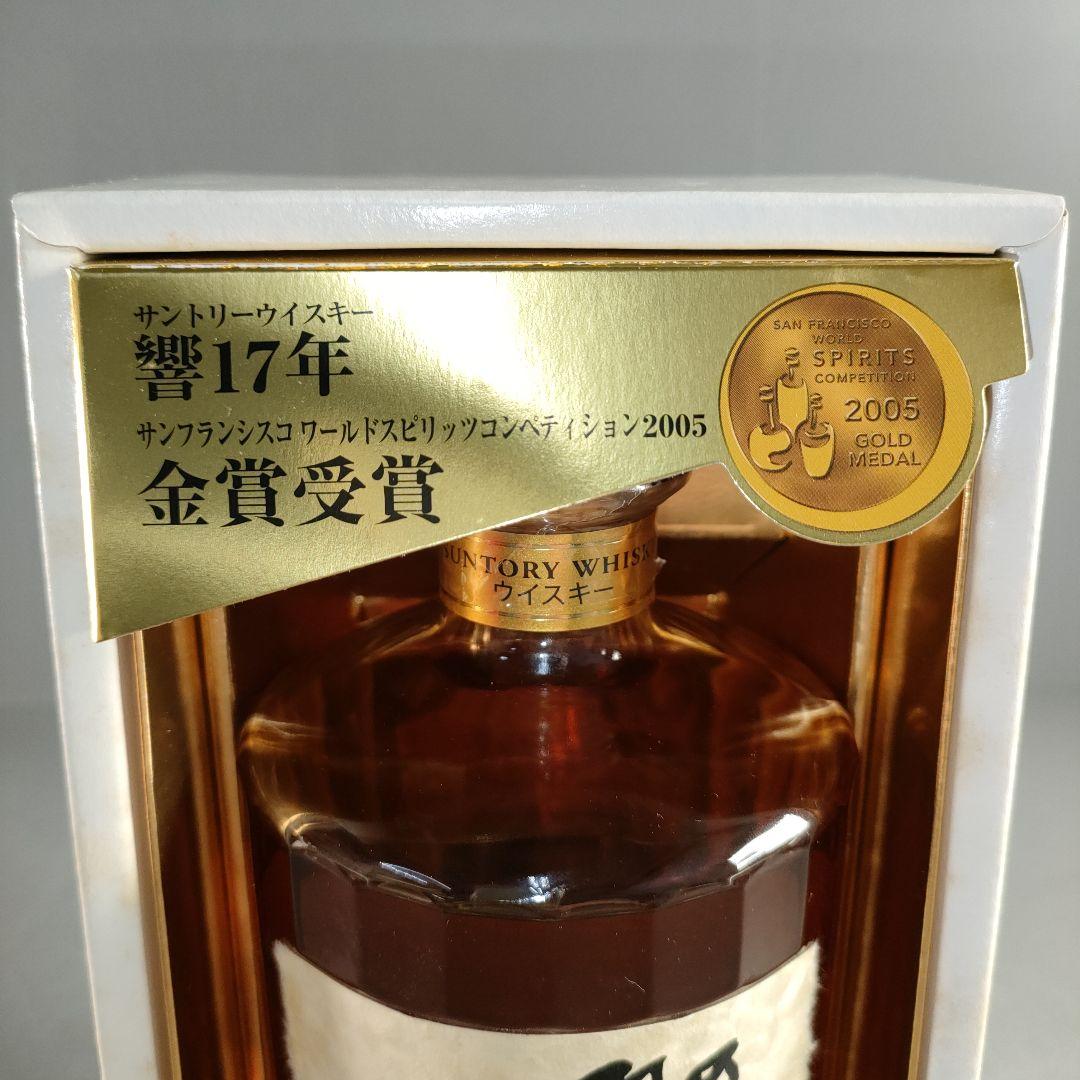 サントリーウイスキー
響17年
サンフランシスコ ワールドスピリッツコンペティション2005
金賞受賞
SAN FRANCISCO
WORLD
SPIRITS
COMPETITION
2005
GOLD
MEDAL
SUNTORY
ウイスキー